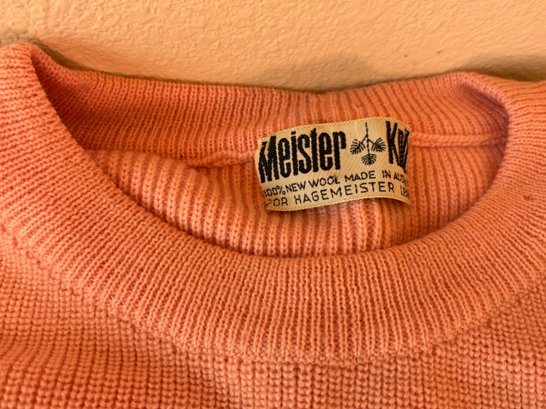 Meister
100% NEW WOOL MADE IN
FOR HAGEMEISTER